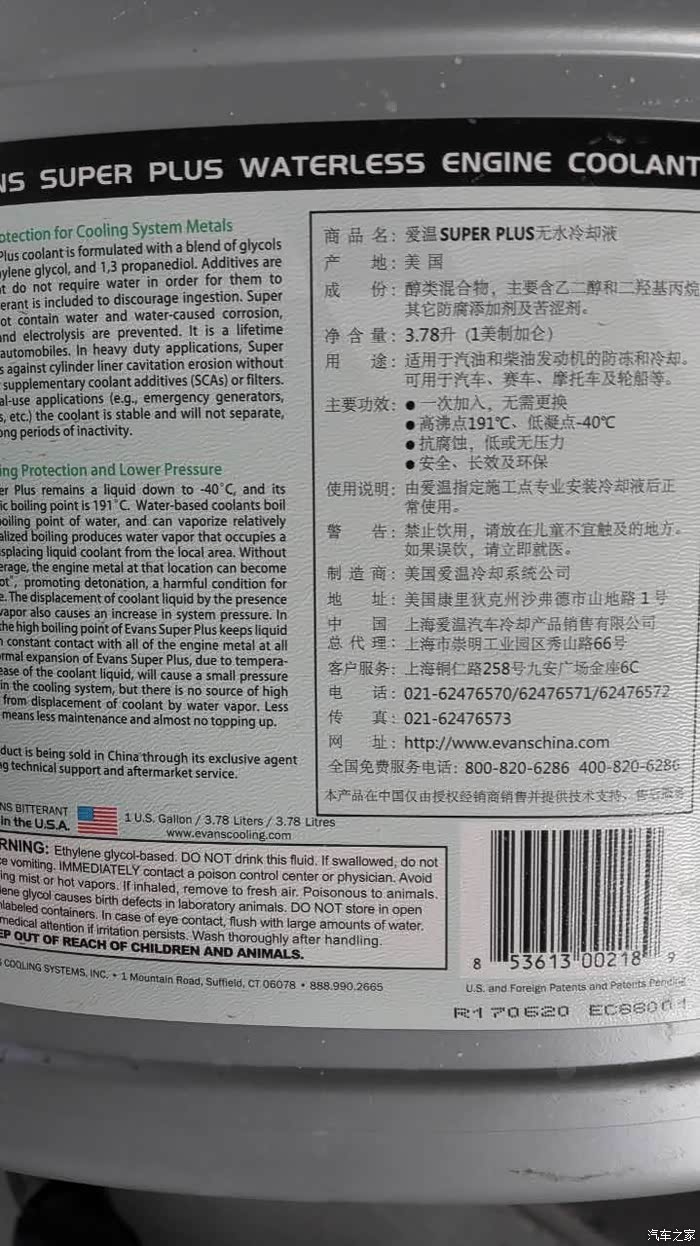 NS SUPER PLUS WATERLESS ENGINE COOLANT
otection for Cooling System Metals
Plus coolant is formulated with a blend of glycols
ylene glycol, and 1,3 propanediol. Additives are
t do not require water in order for them to
erant is included to discourage ingestion. Super
ot contain water and water-caused corrosion,
nd electrolysis are prevented. It is a lifetime
automobiles. In heavy duty applications, Super
s against cylinder liner cavitation erosion without
supplementary coolant additives (SCAs) or filters.
al-use applications (e.g., emergency generators,
s, etc.) the coolant is stable and will not separate,
ong periods of inactivity.
ing Protection and Lower Pressure
er Plus remains a liquid down to -40°C, and its
ic boiling point is 191°C. Water-based coolants boil
boiling point of water, and can vaporize relatively
alized boiling produces water vapor that occupies a
splacing liquid coolant from the local area. Without
erage, the engine metal at that location can become
ot", promoting detonation, a harmful condition for
e. The displacement of coolant liquid by the presence
vapor also causes an increase in system pressure. In
the high boiling point of Evans Super Plus keeps liquid
n constant contact with all of the engine metal at all
rmal expansion of Evans Super Plus, due to tempera-
ease of the coolant liquid, will cause a small pressure
in the cooling system, but there is no source of high
from displacement of coolant by water vapor. Less
means less maintenance and almost no topping up.
duct is being sold in China through its exclusive agent
ng technical support and aftermarket service.
NS BITTERANT
in the U.S.A.
1 U.S. Gallon / 3.78 Liters / 3.78 Litres
www.evanscooling.com
RNING: Ethylene glycol-based. DO NOT drink this fluid. If swallowed, do not
ce vomiting. IMMEDIATELY contact a poison control center or physician. Avoid
ing mist or hot vapors. If inhaled, remove to fresh air. Poisonous to animals.
lene glycol causes birth defects in laboratory animals. DO NOT store in open
nlabeled containers. In case of eye contact, flush with large amounts of water.
medical attention if irritation persists. Wash thoroughly after handling.
EP OUT OF REACH OF CHILDREN AND ANIMALS.
COOLING SYSTEMS, INC. • 1 Mountain Road, Suffield, CT 06078 • 888.990.2665
商品名：爱温SUPER PLUS无水冷却液
产地：美国
成份：醇类混合物，主要含乙二醇和二羟基丙烷
其它防腐添加剂及苦涩剂。
净含量：3.78升（1美制加仑）
用途：适用于汽油和柴油发动机的防冻和冷却。
可用于汽车、赛车、摩托车及轮船等。
主要功效：● 一次加入，无需更换
● 高沸点191℃、低凝点-40℃
● 抗腐蚀，低或无压力
● 安全、长效及环保
使用说明：由爱温指定施工点专业安装冷却液后正
常使用。
警告：禁止饮用，请放在儿童不宜触及的地方。
如果误饮，请立即就医。
制造商：美国爱温冷却系统公司
地址：美国康里狄克州沙弗德市山地路 1 号
中国 上海爱温汽车冷却产品销售有限公司
总代理：上海市崇明工业园区秀山路66号
客户服务：上海铜仁路258号九安广场金座6C
电话：021-62476570/62476571/62476572
传真：021-62476573
网址：http://www.evanschina.com
全国免费服务电话：800-820-6286 400-820-6286
本产品在中国仅由授权经销商销售并提供技术支持、售后服务
8 53613 00218 9
U.S. and Foreign Patents and Patents Pending
R170620 EC68001
汽车之家